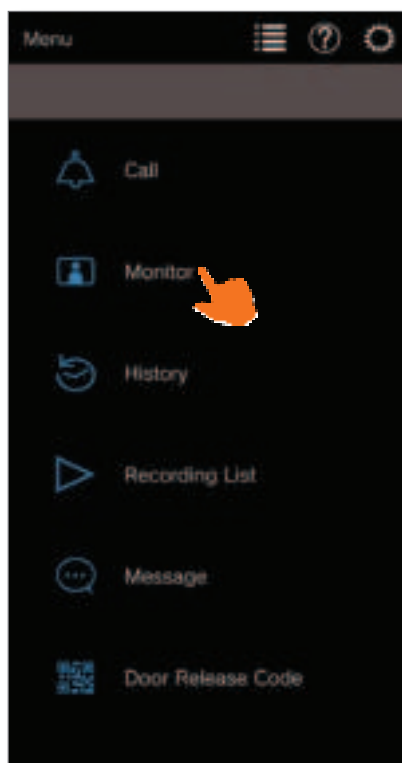 Menu
Call
Monitor
History
Recording List
Message
Door Release Code